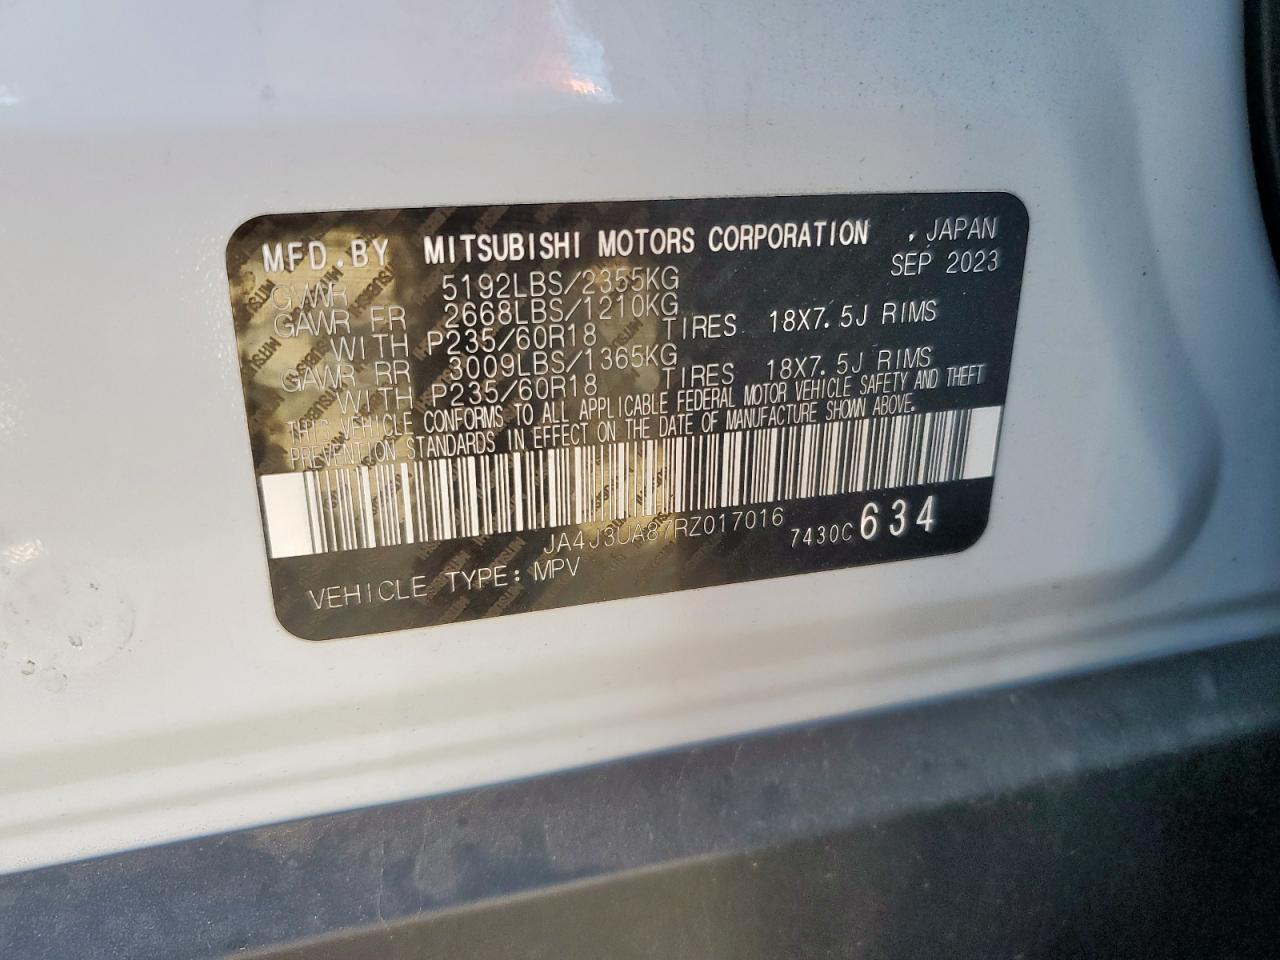 MFD.BY MITSUBISHI MOTORS CORPORATION , JAPAN
SEP 2023
GVWR 5192LBS/2355KG
GAWR FR 2668LBS/1210KG
WITH P235/60R18 TIRES 18X7.5J RIMS
GAWR RR 3009LBS/1365KG
WITH P235/60R18 TIRES 18X7.5J RIMS
THIS VEHICLE CONFORMS TO ALL APPLICABLE FEDERAL MOTOR VEHICLE SAFETY AND THEFT
PREVENTION STANDARDS IN EFFECT ON THE DATE OF MANUFACTURE SHOWN ABOVE.
JA4J3UA87RZ017016 7430C 634
VEHICLE TYPE: MPV